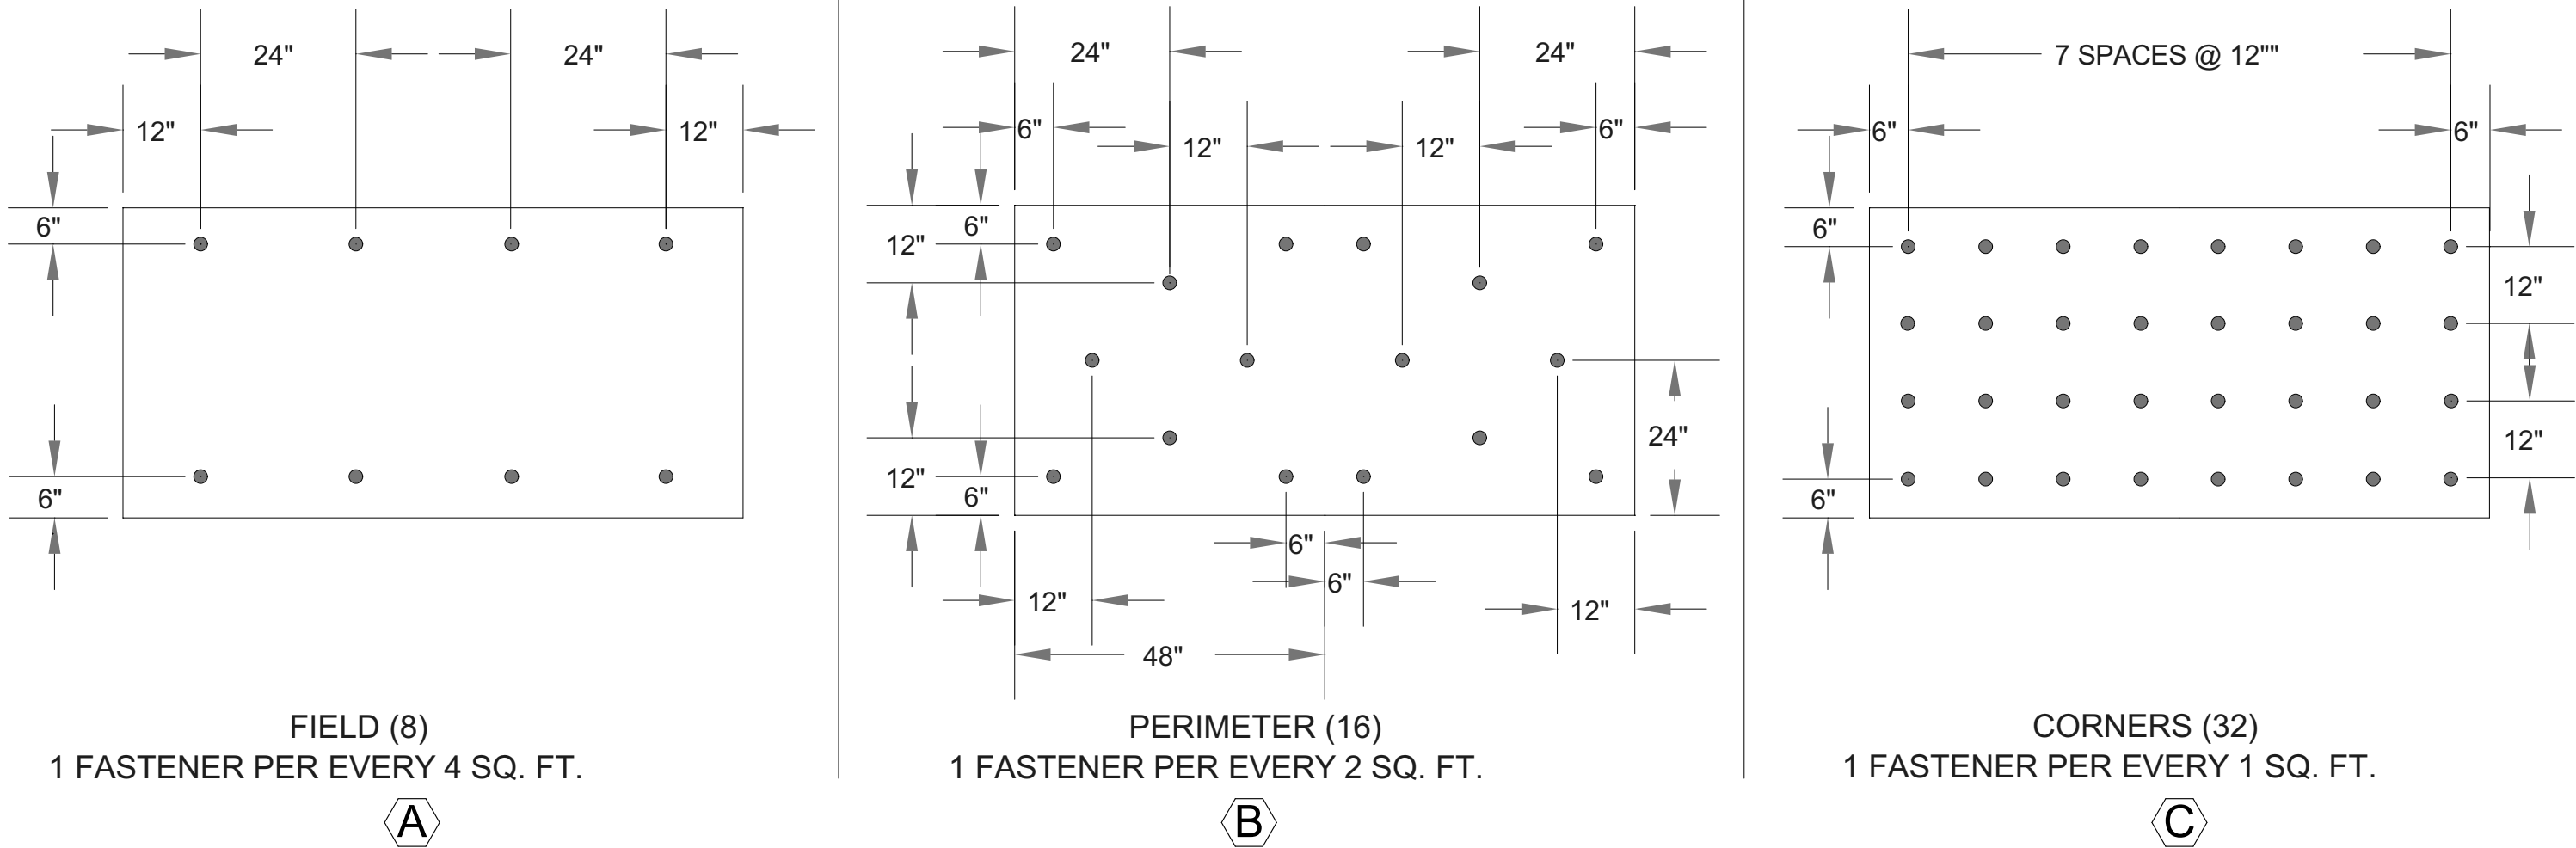 24"
24"
12"
12"
6"
6"
FIELD (8)
1 FASTENER PER EVERY 4 SQ. FT.
A
24"
24"
6"
6"
12"
12"
6"
12"
24"
12"
6"
6"
6"
12"
12"
48"
PERIMETER (16)
1 FASTENER PER EVERY 2 SQ. FT.
B
7 SPACES @ 12""
6"
6"
6"
12"
12"
6"
CORNERS (32)
1 FASTENER PER EVERY 1 SQ. FT.
C